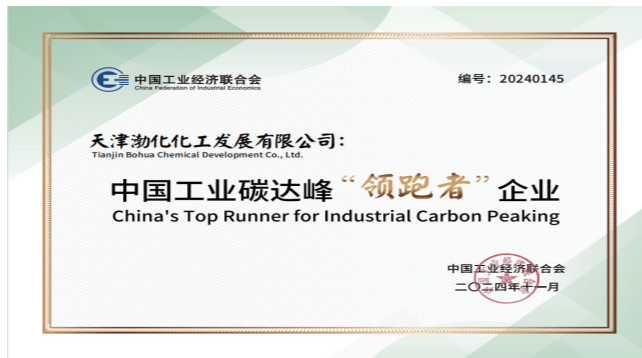 中国工业经济联合会
China Federation of Industrial Economics
编号：20240145
天津渤化化工发展有限公司：
Tianjin Bohua Chemical Development Co., Ltd.
中国工业碳达峰“领跑者”企业
China's Top Runner for Industrial Carbon Peaking
中国工业经济联合会
二〇二四年十一月